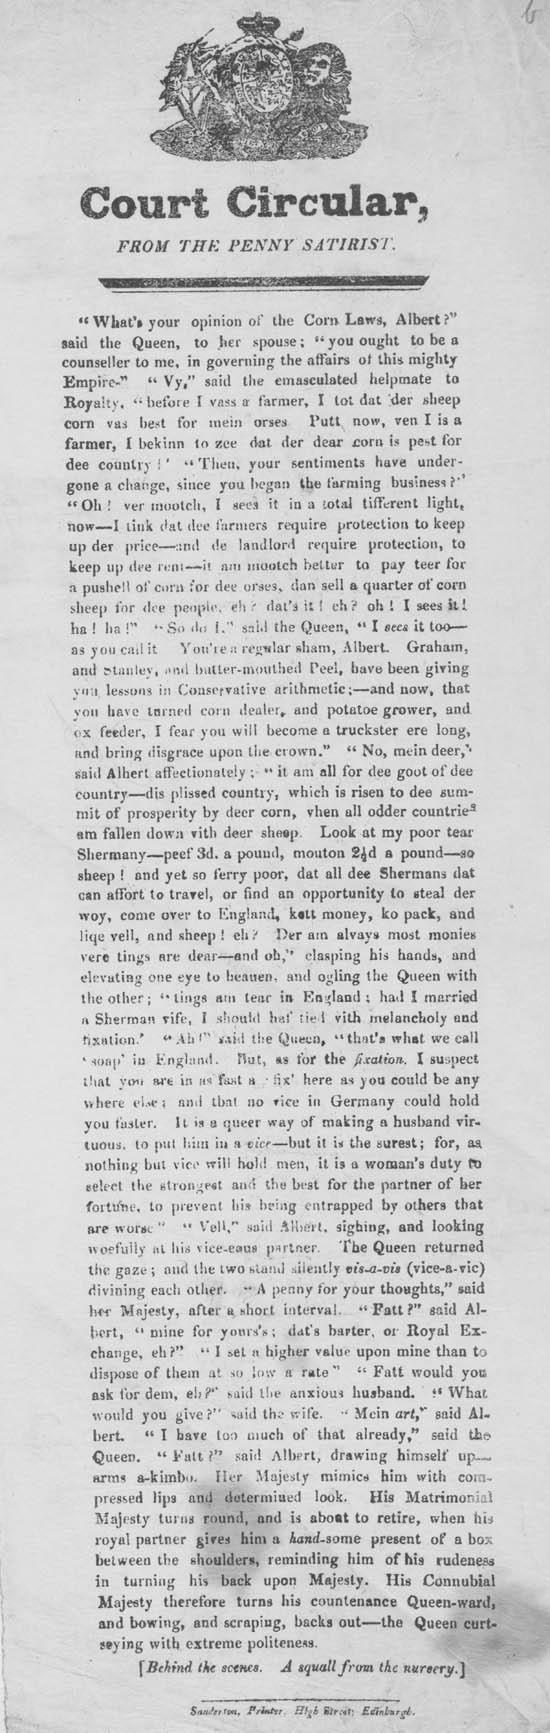 b
Court Circular,
FROM THE PENNY SATIRIST.
“What's your opinion of the Corn Laws, Albert?”
said the Queen, to her spouse; “you ought to be a
counseller to me, in governing the affairs of this mighty
Empire-” “Vy,” said the emasculated helpmate to
Royalty, “before I vass a farmer, I tot dat der sheep
corn vas best for mein orses Putt now, ven I is a
farmer, I bekinn to zee dat der dear corn is pest for
dee country!' “Then, your sentiments have under-
gone a change, since you began the farming business?”
“Oh! ver mootch, I sees it in a total tifferent light,
now—I tink dat dee farmers require protection to keep
up der price—and de landlord require protection, to
keep up dee rent—it am mootch better to pay teer for
a pushell of corn for dee orses, dan sell a quarter of corn
sheep for dee people, eh? dat's it! eh? oh! I sees it!
ha! ha!” “So do I,” said the Queen, “I sees it too—
as you call it You're a regular sham, Albert. Graham,
and Stanley, and butter-mouthed Peel, have been giving
you lessons in Conservative arithmetic;—and now, that
you have turned corn dealer, and potatoe grower, and
ox feeder, I fear you will become a truckster ere long,
and bring disgrace upon the crown.” “No, mein deer,”
said Albert affectionately; “it am all for dee goot of dee
country—dis plissed country, which is risen to dee sum-
mit of prosperity by deer corn, vhen all odder countries
am fallen down vith deer sheep. Look at my poor tear
Shermany—peef 3d. a pound, mouton 2½d a pound—so
sheep! and yet so ferry poor, dat all dee Shermans dat
can affort to travel, or find an opportunity to steal der
woy, come over to England, kett money, ko pack, and
liqe vell, and sheep! eh? Der am alvays most monies
vere tings are dear—and oh,” clasping his hands, and
elevating one eye to heauen, and ogling the Queen with
the other; “tings am tear in England; had I married
a Sherman vife, I should haf tied vith melancholy and
fixation.' “Ah!” said the Queen, “that's what we call
‘soap’ in England. But, as for the fixation, I suspect
that you are in as fast a ‘fix’ here as you could be any
where else; and tbat no vice in Germany could hold
you faster. It is a queer way of making a husband vir-
tuous, to put him in a vice—but it is the surest; for, as
nothing but vice will hold men, it is a woman's duty to
select the strongest and the best for the partner of her
fortune, to prevent his being entrapped by others that
are worse” “Vell,” said Albert, sighing, and looking
woefully at his vice-eous partner. The Queen returned
the gaze; and the two stand silently vis-a-vis (vice-a-vic)
divining each other. “A penny for your thoughts,” said
her Majesty, after a short interval. “Fatt?” said Al-
bert, “mine for yours's; dat's barter, or Royal Ex-
change, eh?” “I set a higher value upon mine than to
dispose of them at so low a rate” “Fatt would you
ask for dem, eh?” said the anxious husband. “What
would you give?” said the wife. “Mein art,” said Al-
bert. “I have too much of that already,” said the
Queen. “Fatt?” said Albert, drawing himself up—
arms a-kimbo. Her Majesty mimics him with com-
pressed lips and determined look. His Matrimonial
Majesty turns round, and is about to retire, when his
royal partner gives him a hand-some present of a box
between the shoulders, reminding him of his rudeness
in turning his back upon Majesty. His Connubial
Majesty therefore turns his countenance Queen-ward,
and bowing, and scraping, backs out—the Queen curt-
seying with extreme politeness.
[Behind the scenes. A squall from the nursery.]
Sanderson, Printer, High Street, Edinburgh.